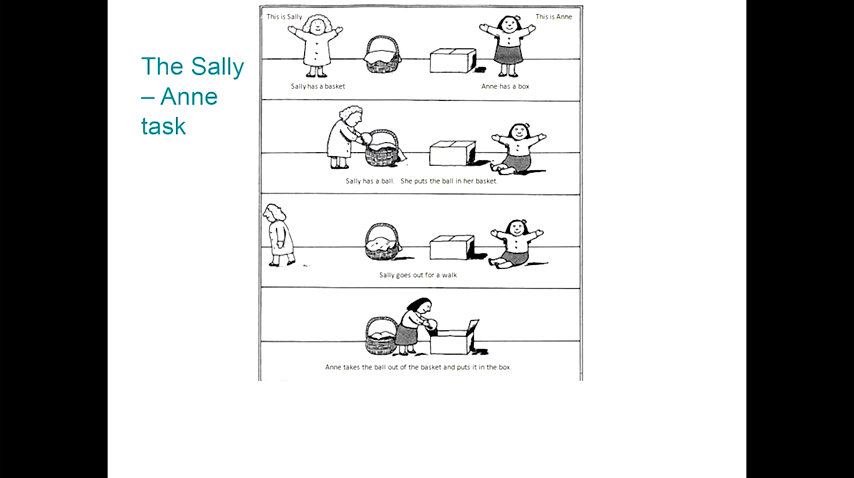 The Sally
– Anne
task
This is Sally
This is Anne
Sally has a basket
Anne has a box
Sally has a ball. She puts the ball in her basket.
Sally goes out for a walk
Anne takes the ball out of the basket and puts it in the box